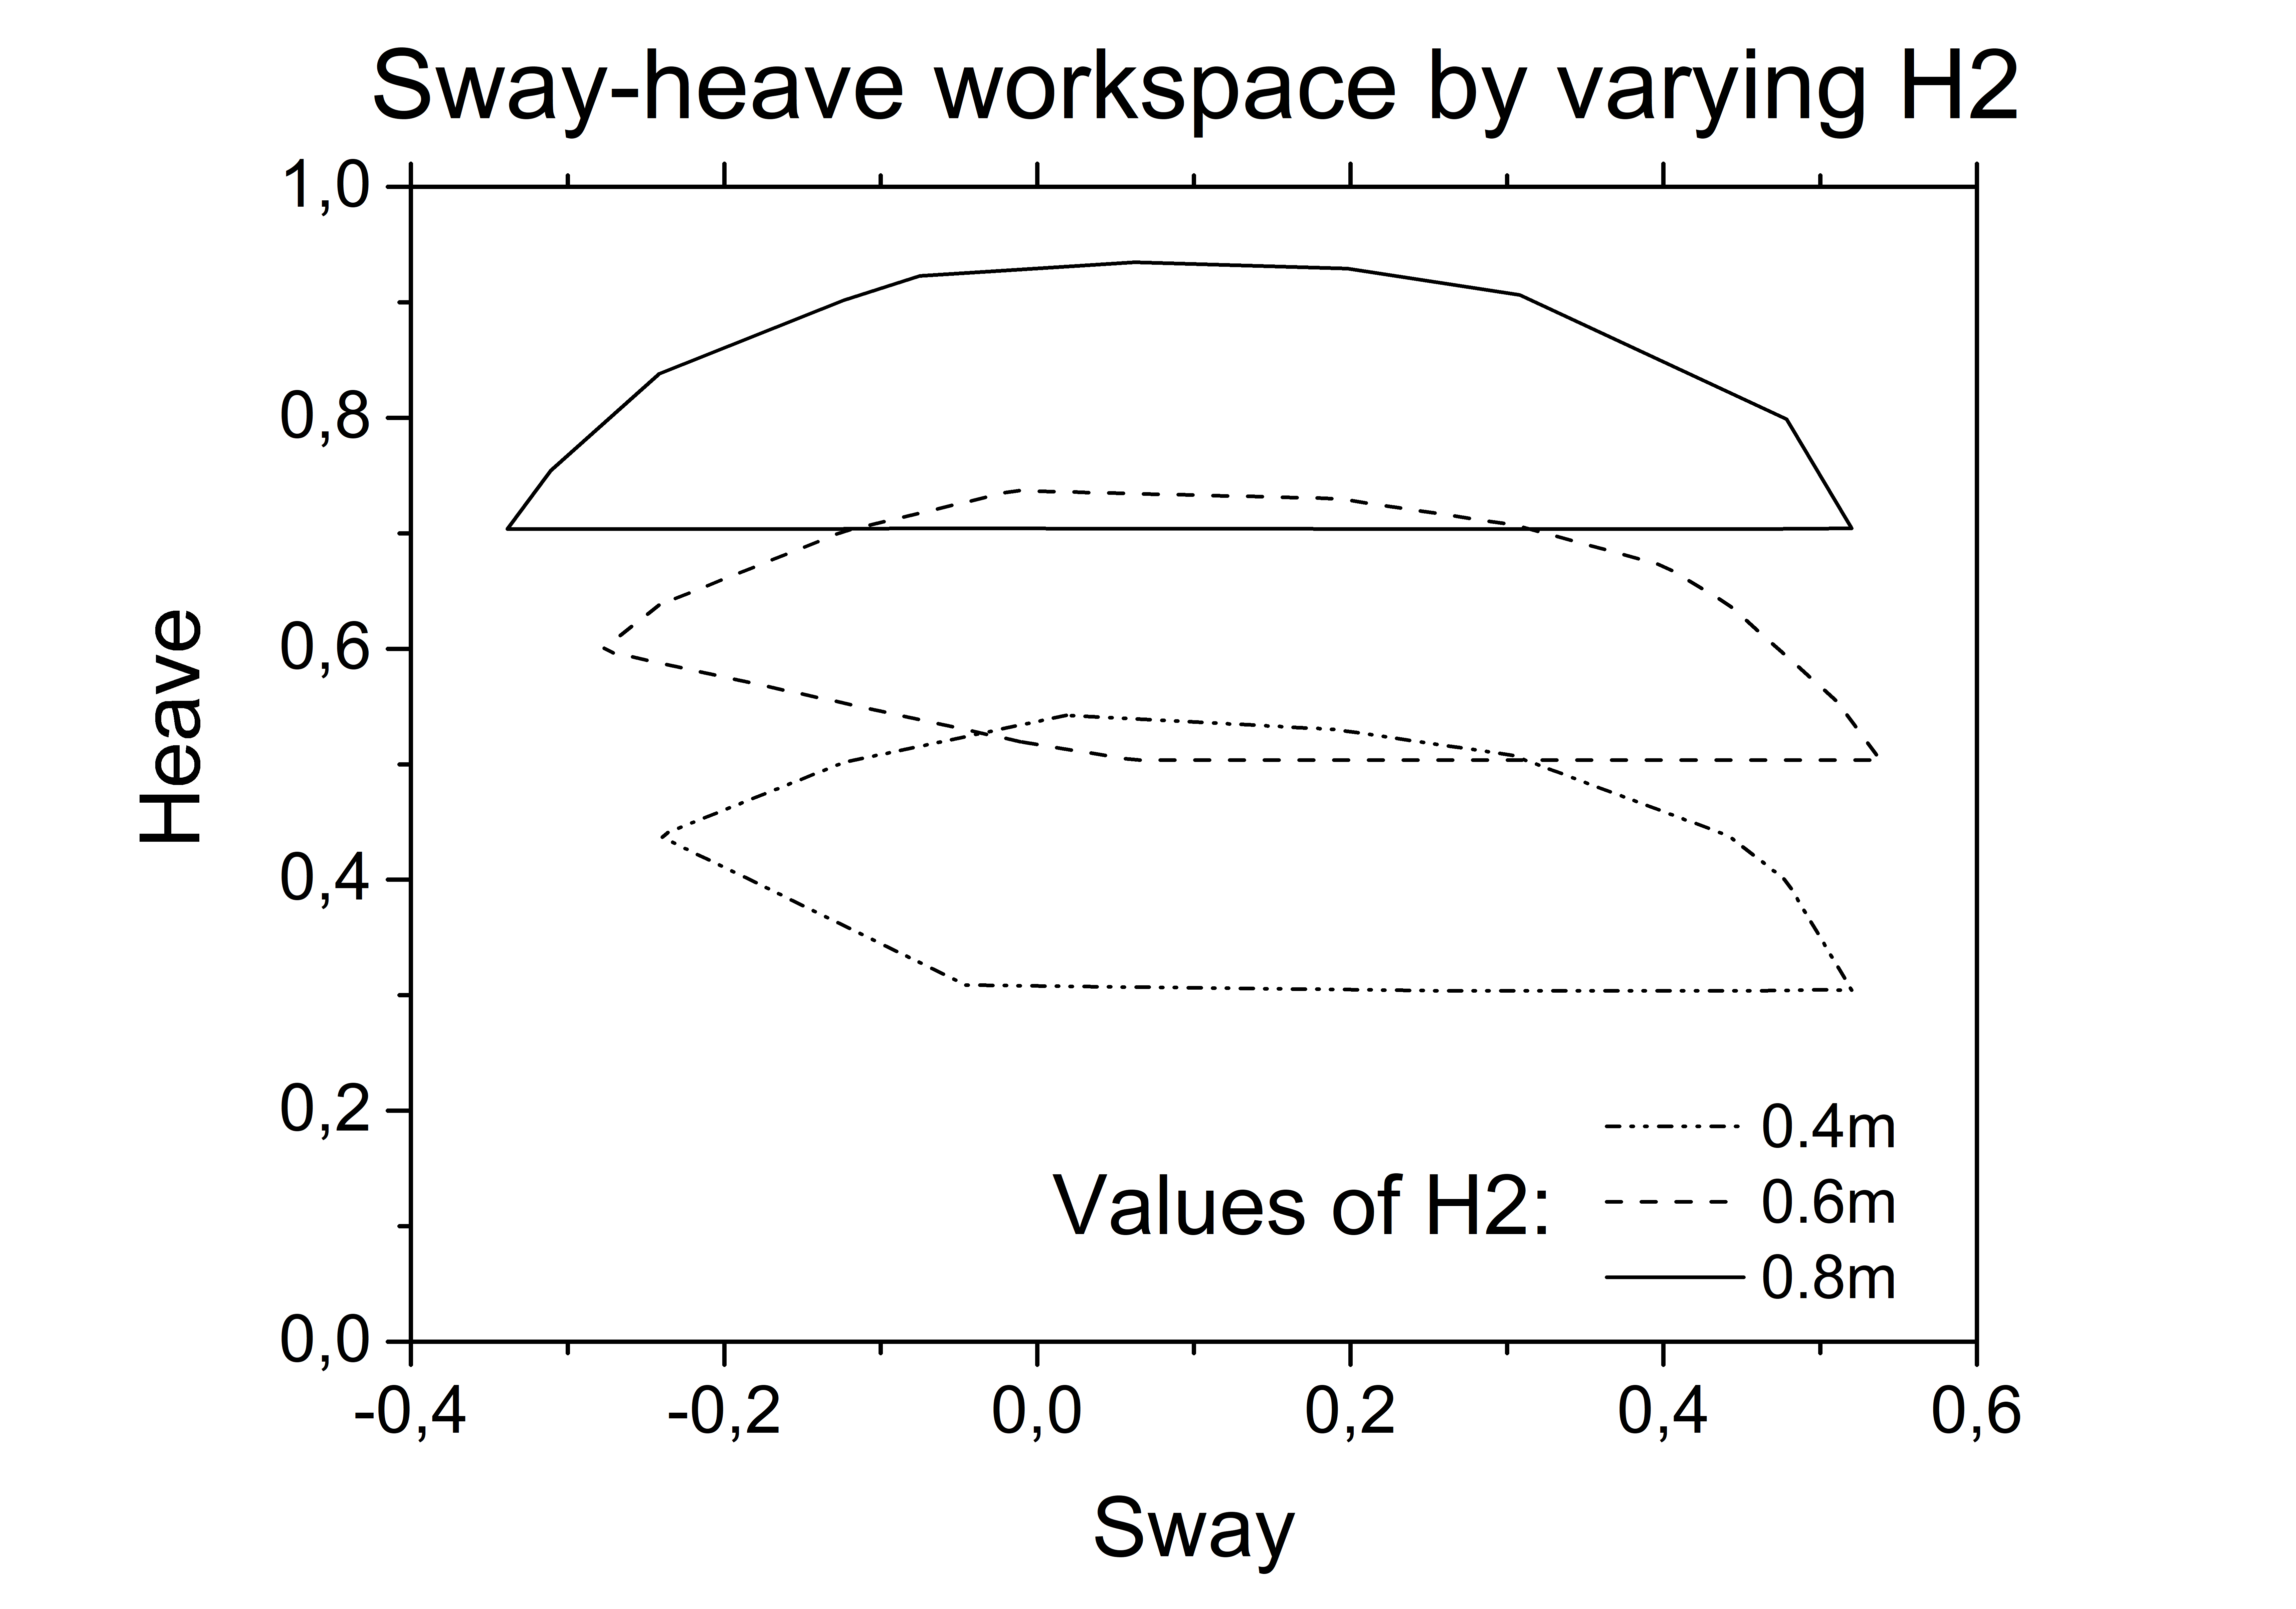 Sway-heave workspace by varying H2
1,0
0,8
0,6
0,4
0,2
0,0
Heave
0.4m
Values of H2:
0.6m
0.8m
-0,4
-0,2
0,0
0,2
0,4
0,6
Sway